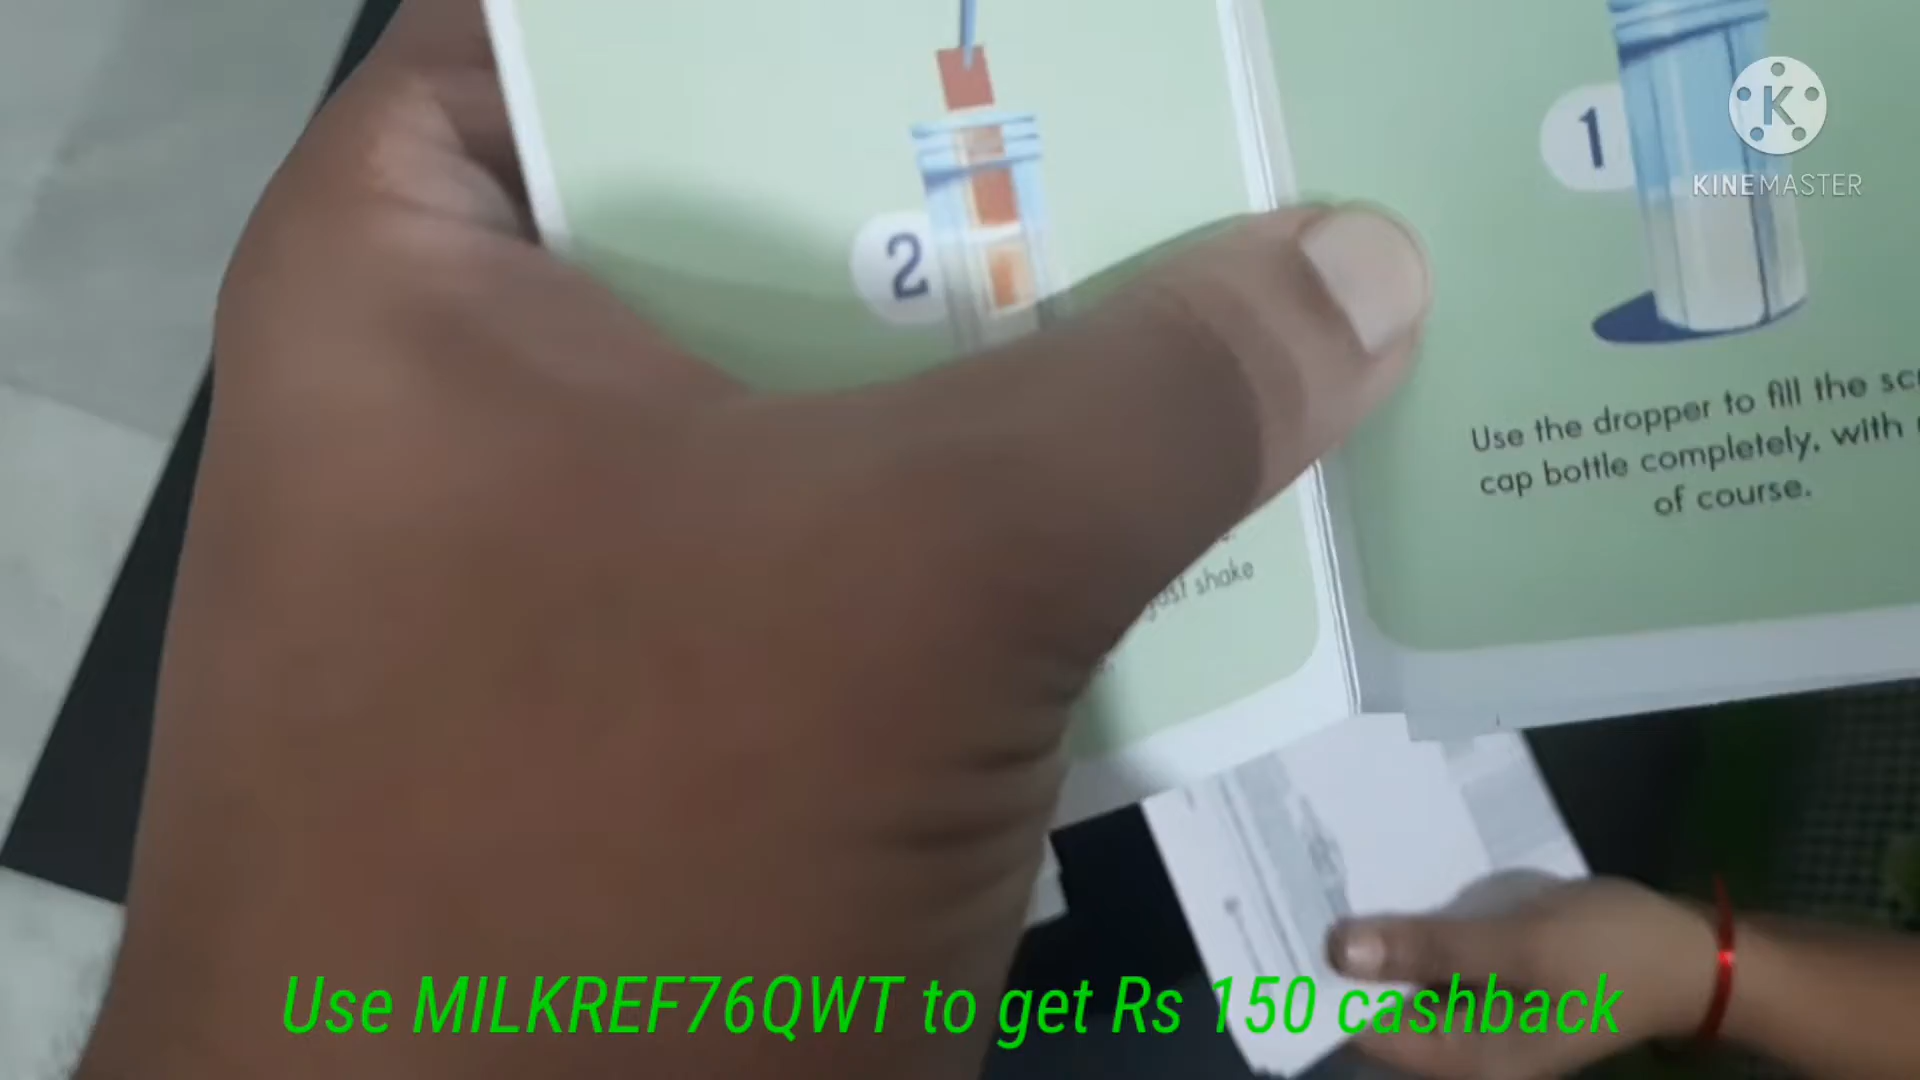 2
1
KINEMASTER
Use the dropper to fill the
cap bottle completely, with
of course.
shake
Use MILKREF76QWT to get Rs 150 cashback